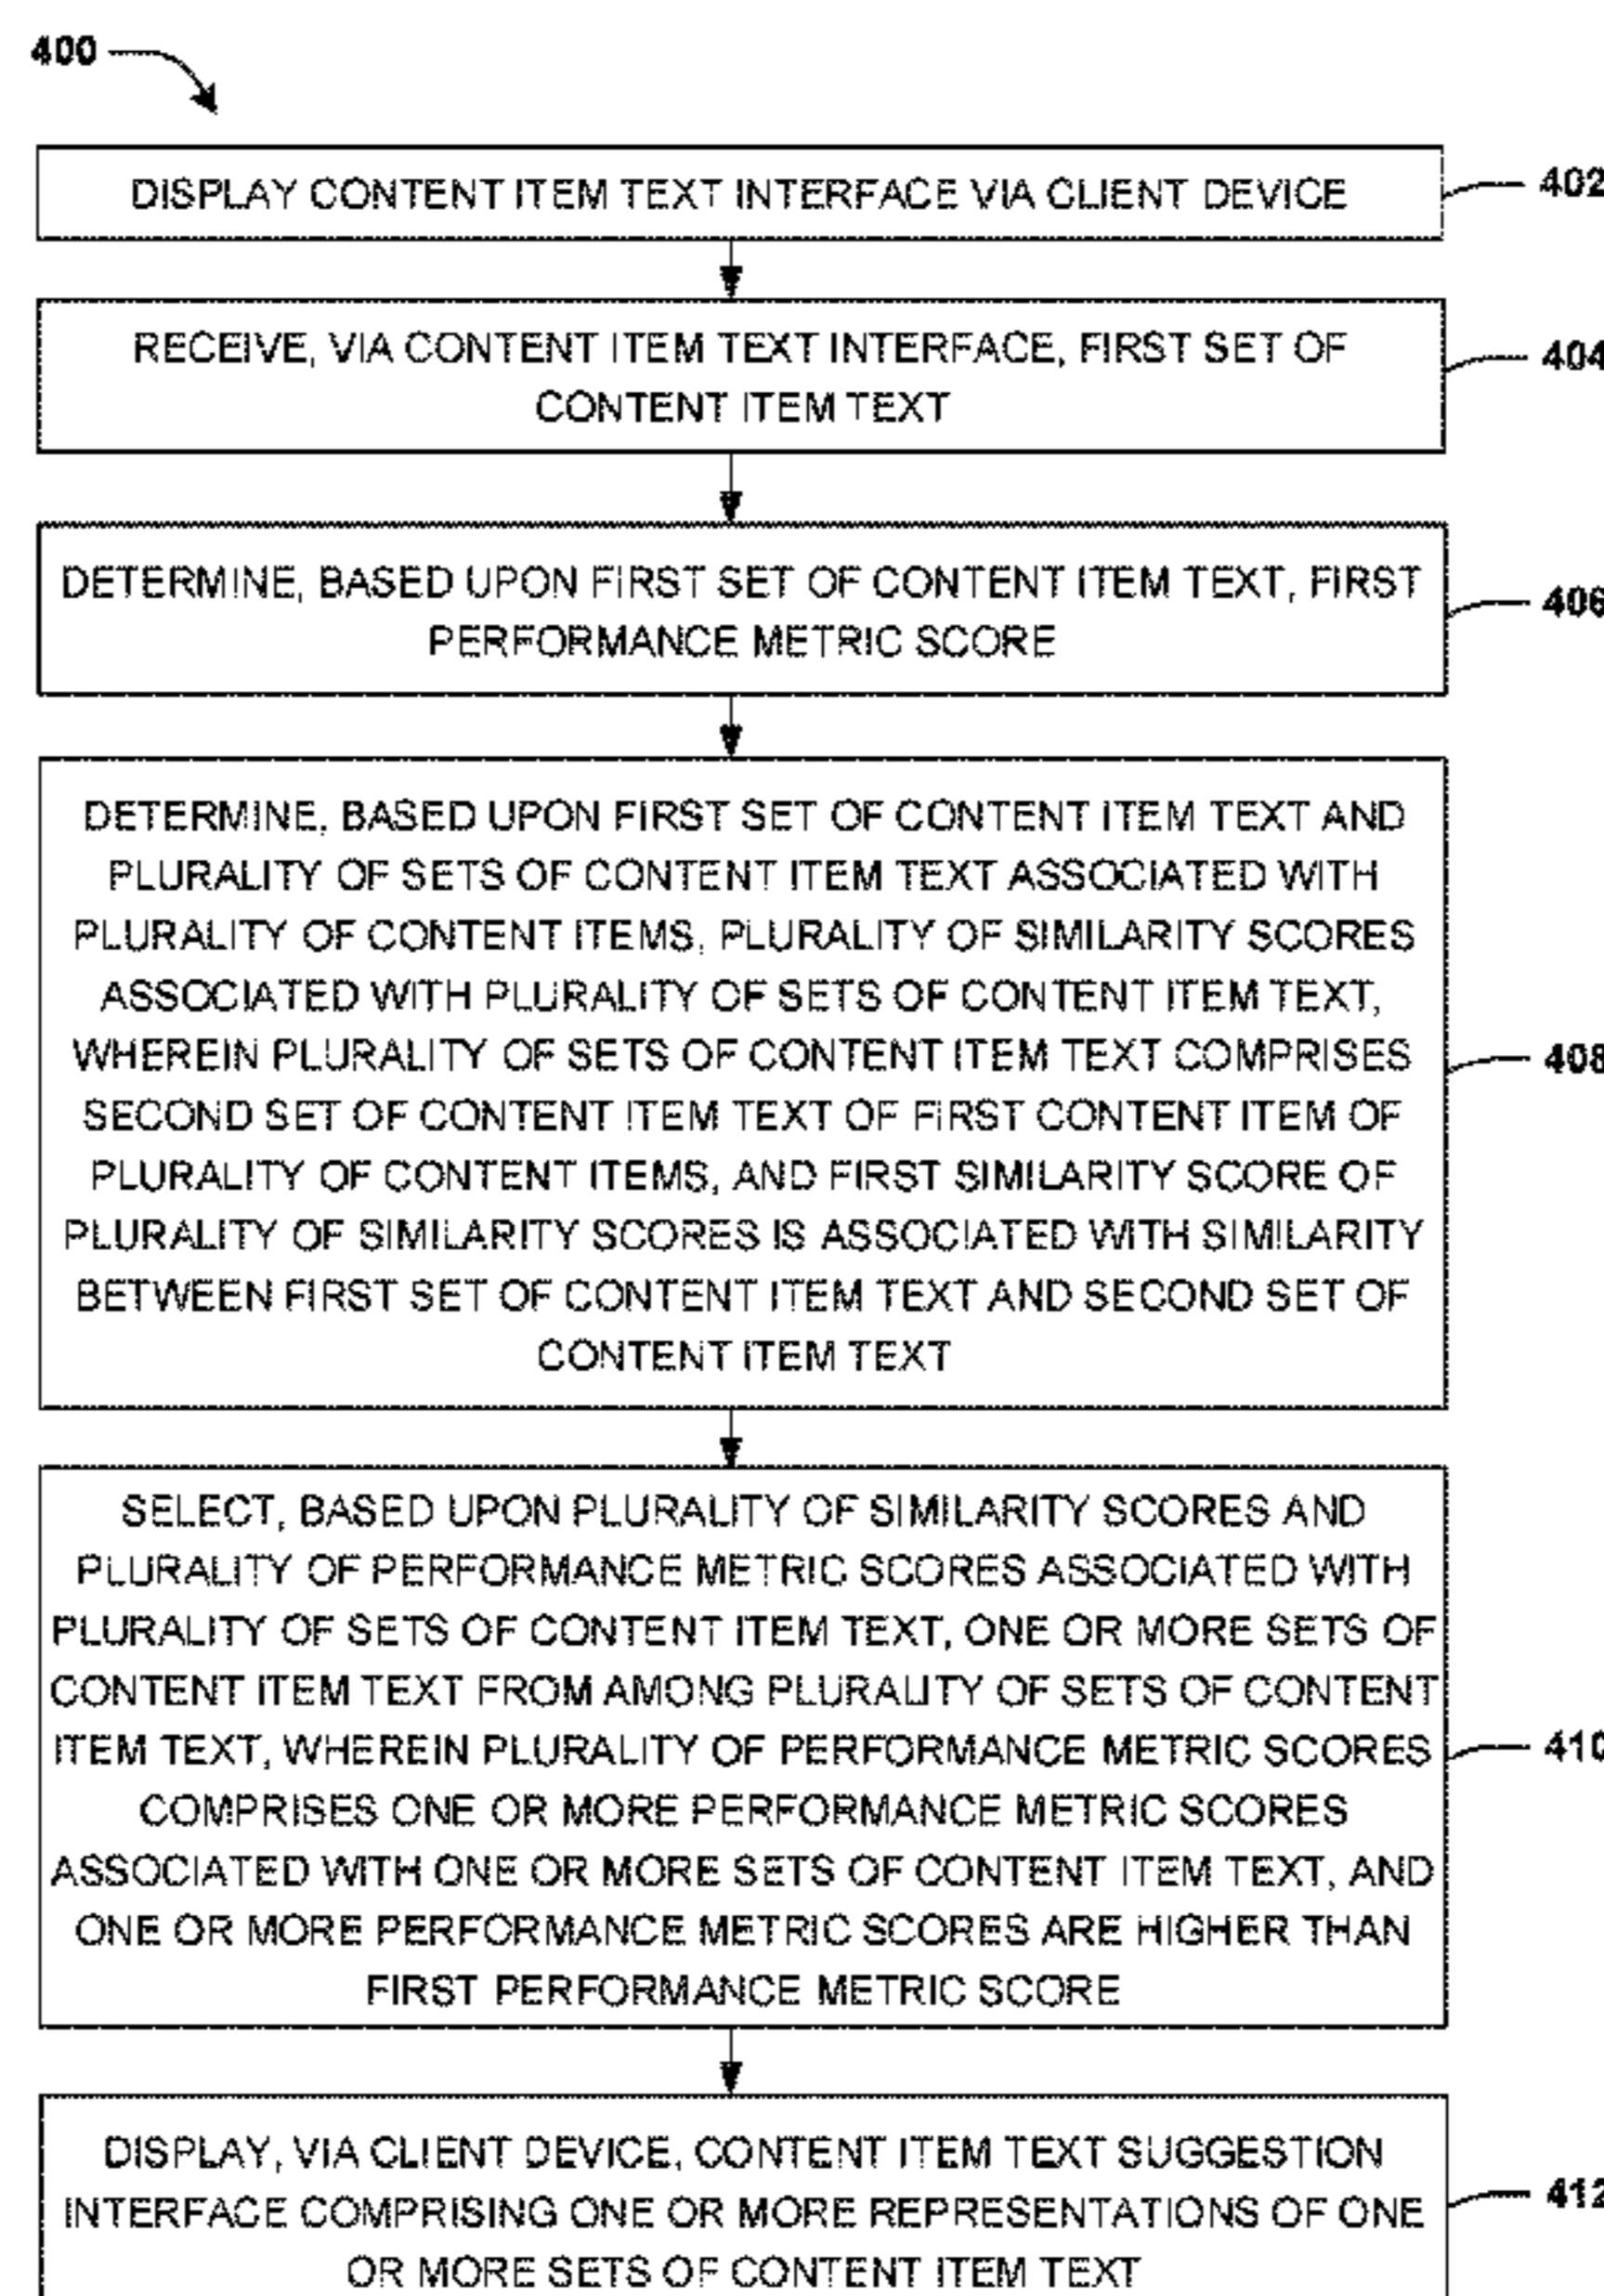 400
DISPLAY CONTENT ITEM TEXT INTERFACE VIA CLIENT DEVICE
402
RECEIVE, VIA CONTENT ITEM TEXT INTERFACE, FIRST SET OF
CONTENT ITEM TEXT
404
DETERMINE, BASED UPON FIRST SET OF CONTENT ITEM TEXT, FIRST
PERFORMANCE METRIC SCORE
406
DETERMINE, BASED UPON FIRST SET OF CONTENT ITEM TEXT AND
PLURALITY OF SETS OF CONTENT ITEM TEXT ASSOCIATED WITH
PLURALITY OF CONTENT ITEMS, PLURALITY OF SIMILARITY SCORES
ASSOCIATED WITH PLURALITY OF SETS OF CONTENT ITEM TEXT,
WHEREIN PLURALITY OF SETS OF CONTENT ITEM TEXT COMPRISES
SECOND SET OF CONTENT ITEM TEXT OF FIRST CONTENT ITEM OF
PLURALITY OF CONTENT ITEMS, AND FIRST SIMILARITY SCORE OF
PLURALITY OF SIMILARITY SCORES IS ASSOCIATED WITH SIMILARITY
BETWEEN FIRST SET OF CONTENT ITEM TEXT AND SECOND SET OF
CONTENT ITEM TEXT
408
SELECT, BASED UPON PLURALITY OF SIMILARITY SCORES AND
PLURALITY OF PERFORMANCE METRIC SCORES ASSOCIATED WITH
PLURALITY OF SETS OF CONTENT ITEM TEXT, ONE OR MORE SETS OF
CONTENT ITEM TEXT FROM AMONG PLURALITY OF SETS OF CONTENT
ITEM TEXT, WHEREIN PLURALITY OF PERFORMANCE METRIC SCORES
COMPRISES ONE OR MORE PERFORMANCE METRIC SCORES
ASSOCIATED WITH ONE OR MORE SETS OF CONTENT ITEM TEXT, AND
ONE OR MORE PERFORMANCE METRIC SCORES ARE HIGHER THAN
FIRST PERFORMANCE METRIC SCORE
410
DISPLAY, VIA CLIENT DEVICE, CONTENT ITEM TEXT SUGGESTION
INTERFACE COMPRISING ONE OR MORE REPRESENTATIONS OF ONE
OR MORE SETS OF CONTENT ITEM TEXT
412